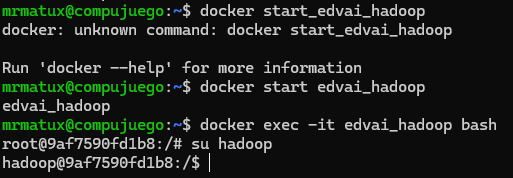 mrmatux@compujuego:~$ docker start_edvai_hadoop
docker: unknown command: docker start_edvai_hadoop

Run 'docker --help' for more information
mrmatux@compujuego:~$ docker start edvai_hadoop
edvai_hadoop
mrmatux@compujuego:~$ docker exec -it edvai_hadoop bash
root@9af7590fd1b8:/# su hadoop
hadoop@9af7590fd1b8:/$